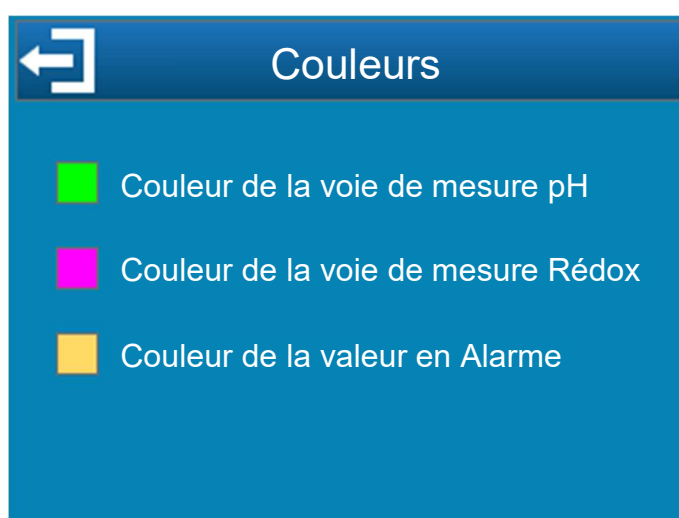 Couleurs
Couleur de la voie de mesure pH
Couleur de la voie de mesure Rédox
Couleur de la valeur en Alarme